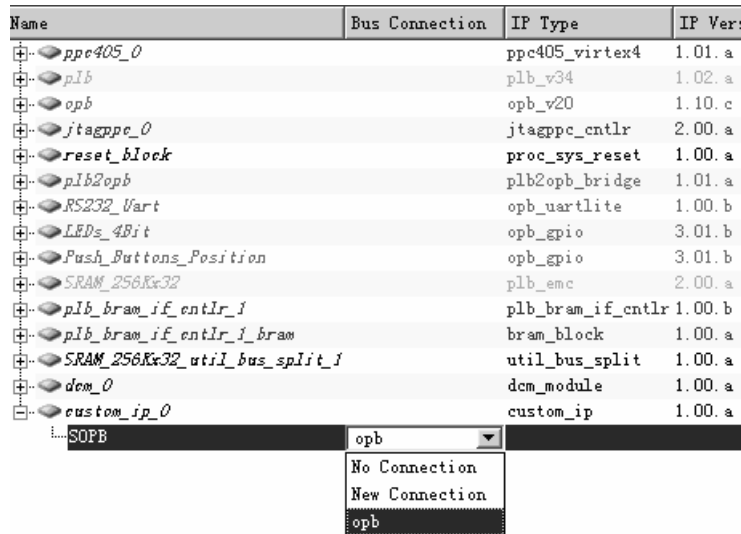 Name Bus Connection IP Type IP Vers
ppc405_0 ppc405_virtex4 1.01.a
plb plb_v34 1.02.a
opb opb_v20 1.10.c
jtagppc_0 jtagppc_cntlr 2.00.a
reset_block proc_sys_reset 1.00.a
plb2opb plb2opb_bridge 1.01.a
RS232_Uart opb_uartlite 1.00.b
LEDs_4Bit opb_gpio 3.01.b
Push_Buttons_Position opb_gpio 3.01.b
SRAM_256Kx32 plb_emc 2.00.a
plb_bram_if_cntlr_1 plb_bram_if_cntlr 1.00.b
plb_bram_if_cntlr_1_bram bram_block 1.00.a
SRAM_256Kx32_util_bus_split_1 util_bus_split 1.00.a
dcm_0 dcm_module 1.00.a
custom_ip_0 custom_ip 1.00.a
SOPB opb
No Connection
New Connection
opb